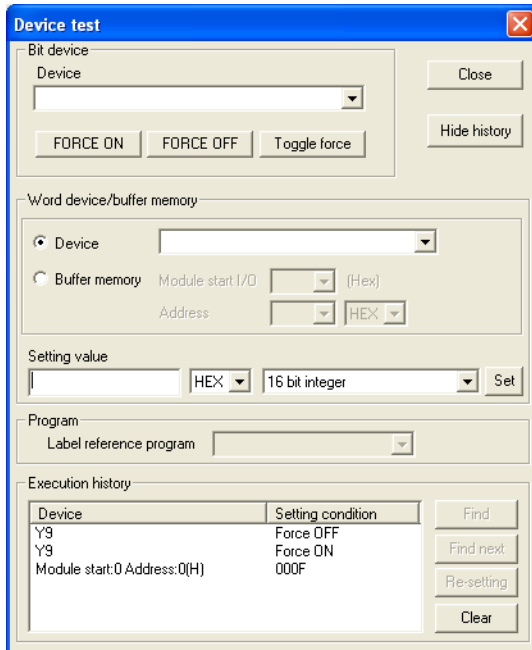 Device test
Bit device
Device
Close
FORCE ON FORCE OFF Toggle force
Hide history
Word device/buffer memory
Device
Buffer memory Module start I/O (Hex)
Address HEX
Setting value
HEX 16 bit integer Set
Program
Label reference program
Execution history
Device Setting condition Find
Y9 Force OFF
Y9 Force ON Find next
Module start:0 Address:0(H) 000F
Re-setting
Clear